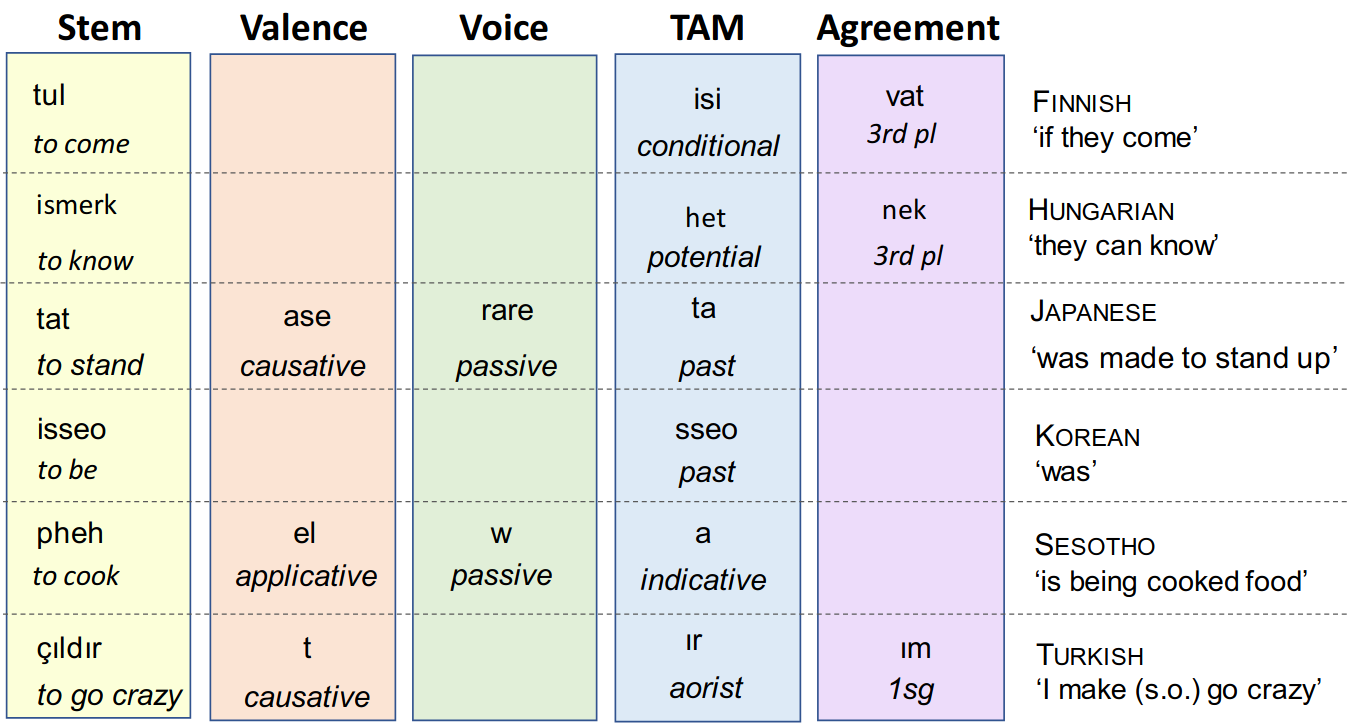 Stem Valence Voice TAM Agreement
tul isi vat FINNISH
to come conditional 3rd pl ‘if they come’
ismerk het nek HUNGARIAN
to know potential 3rd pl ‘they can know’
tat ase rare ta JAPANESE
to stand causative passive past ‘was made to stand up’
isseo sseo KOREAN
to be past ‘was’
pheh el w a SESOTHO
to cook applicative passive indicative ‘is being cooked food’
çıldır t ır ım TURKISH
to go crazy causative aorist 1sg ‘I make (s.o.) go crazy’